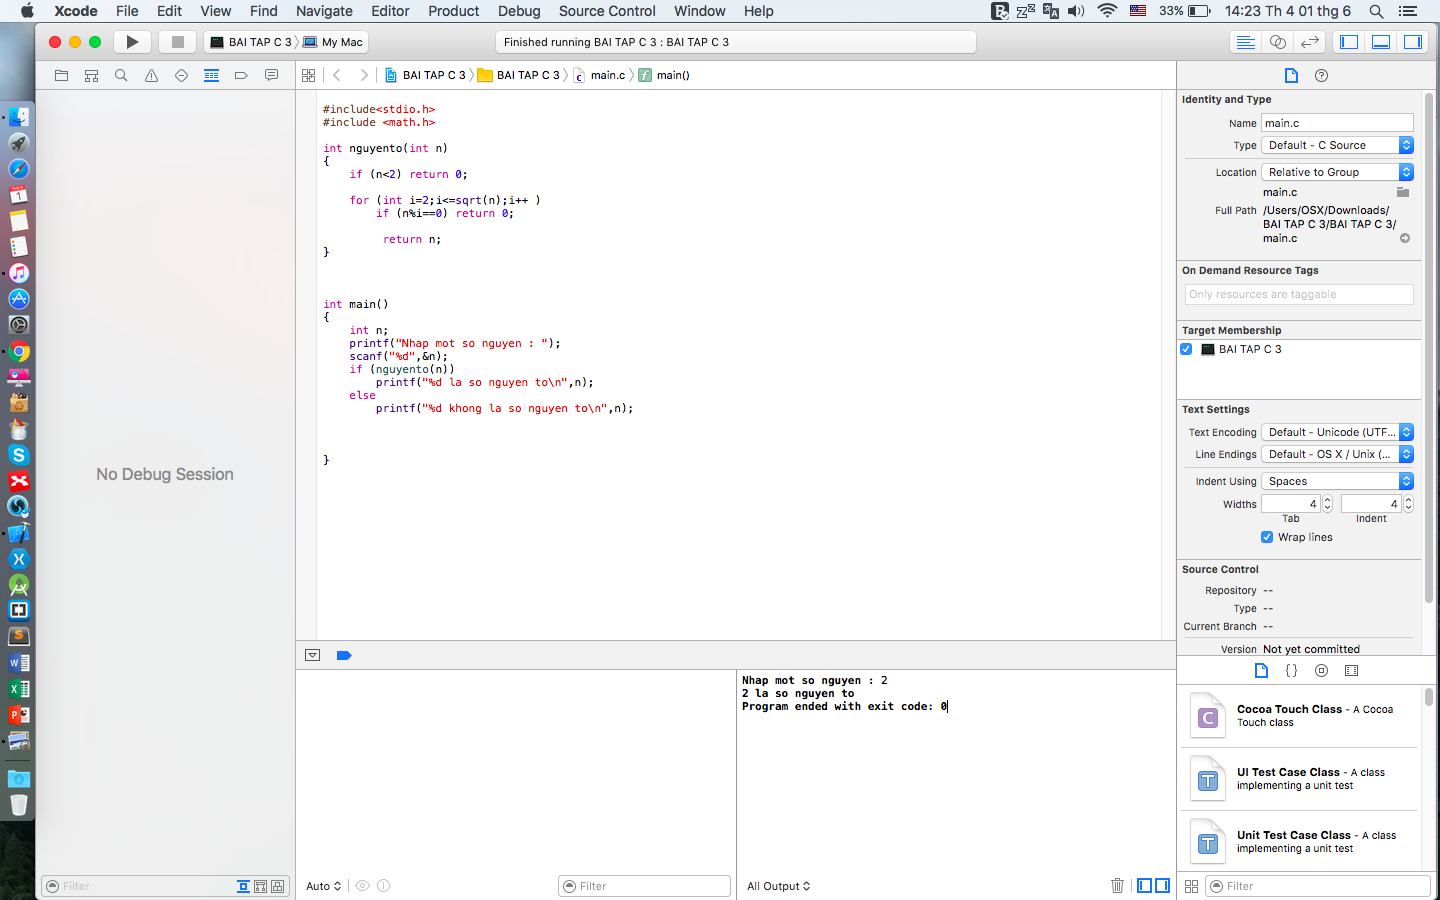 Xcode File Edit View Find Navigate Editor Product Debug Source Control Window Help 33% 14:23 Th 4 01 thg 6
BAI TAP C 3 My Mac
Finished running BAI TAP C 3 : BAI TAP C 3
BAI TAP C 3 BAI TAP C 3 main.c main()
#include<stdio.h>
#include <math.h>
int nguyento(int n)
{
if (n<2) return 0;
for (int i=2;i<=sqrt(n);i++ )
if (n%i==0) return 0;
return n;
}
int main()
{
int n;
printf("Nhap mot so nguyen : ");
scanf("%d",&n);
if (nguyento(n))
printf("%d la so nguyen to\n",n);
else
printf("%d khong la so nguyen to\n",n);
}
No Debug Session
Filter
Auto
Filter
Nhap mot so nguyen : 2
2 la so nguyen to
Program ended with exit code: 0
All Output
Identity and Type
Name main.c
Type Default - C Source
Location Relative to Group
main.c
Full Path /Users/OSX/Downloads/
BAI TAP C 3/BAI TAP C 3/
main.c
On Demand Resource Tags
Only resources are taggable
Target Membership
BAI TAP C 3
Text Settings
Text Encoding Default - Unicode (UTF...
Line Endings Default - OS X / Unix (...
Indent Using Spaces
Widths 4 4
Tab Indent
Wrap lines
Source Control
Repository --
Type --
Current Branch --
Version Not yet committed
{ }
C
Cocoa Touch Class - A Cocoa
Touch class
T
UI Test Case Class - A class
implementing a unit test
T
Unit Test Case Class - A class
implementing a unit test
Filter